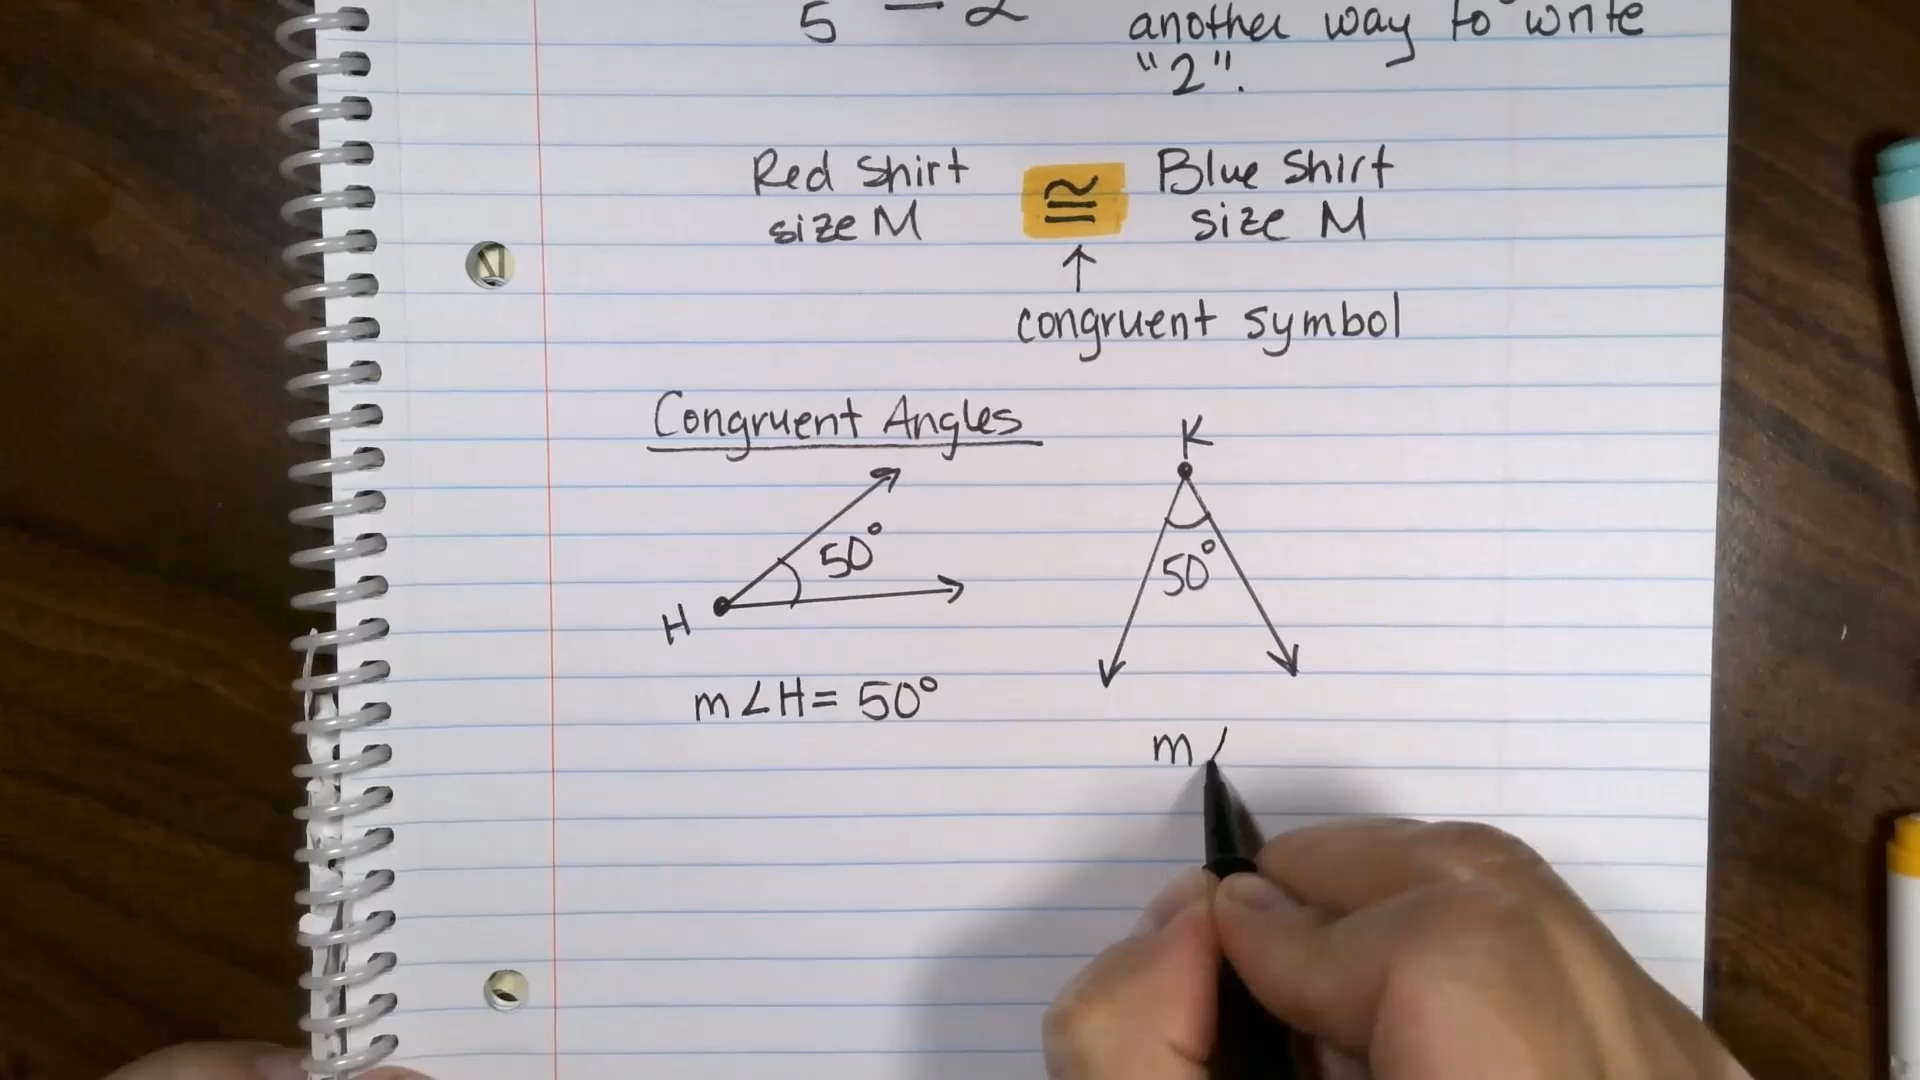 5 = 2
another way to write
"2".
Red Shirt ≅ Blue Shirt
size M size M
↑
congruent symbol
Congruent Angles
K
50°
50°
H
m∠H = 50°
m